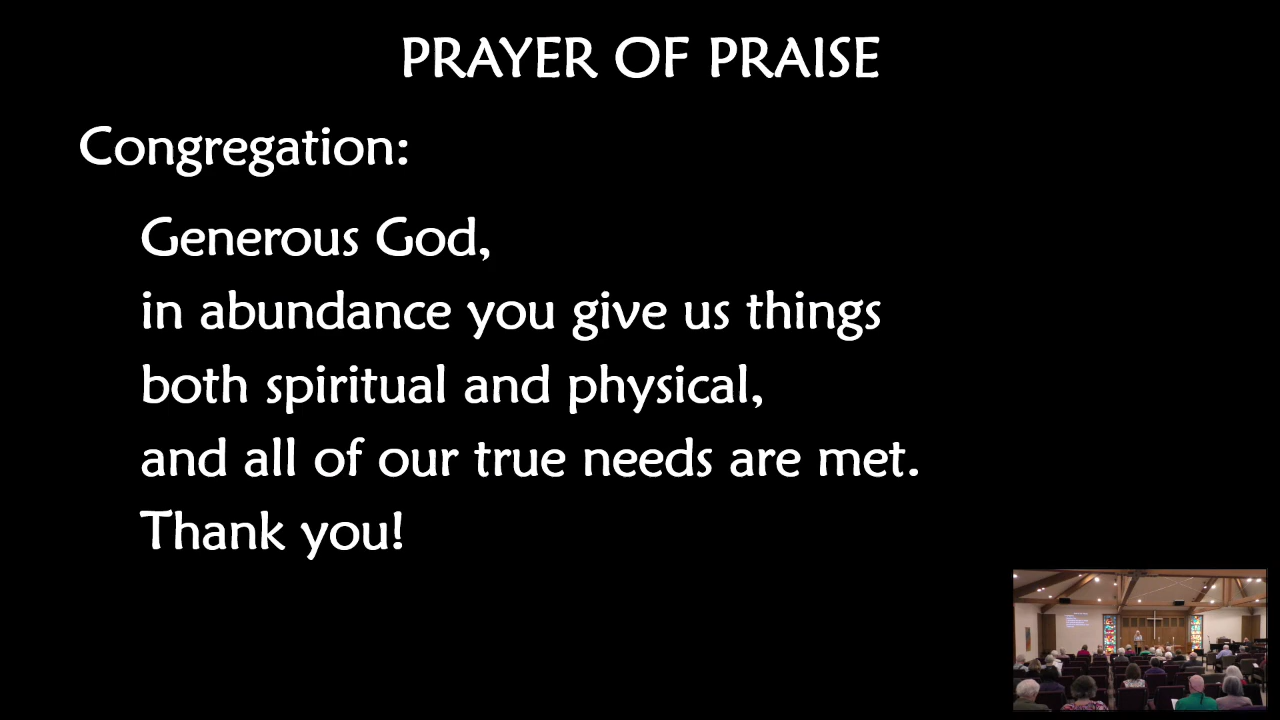 PRAYER OF PRAISE
Congregation:
Generous God,
in abundance you give us things
both spiritual and physical,
and all of our true needs are met.
Thank you!